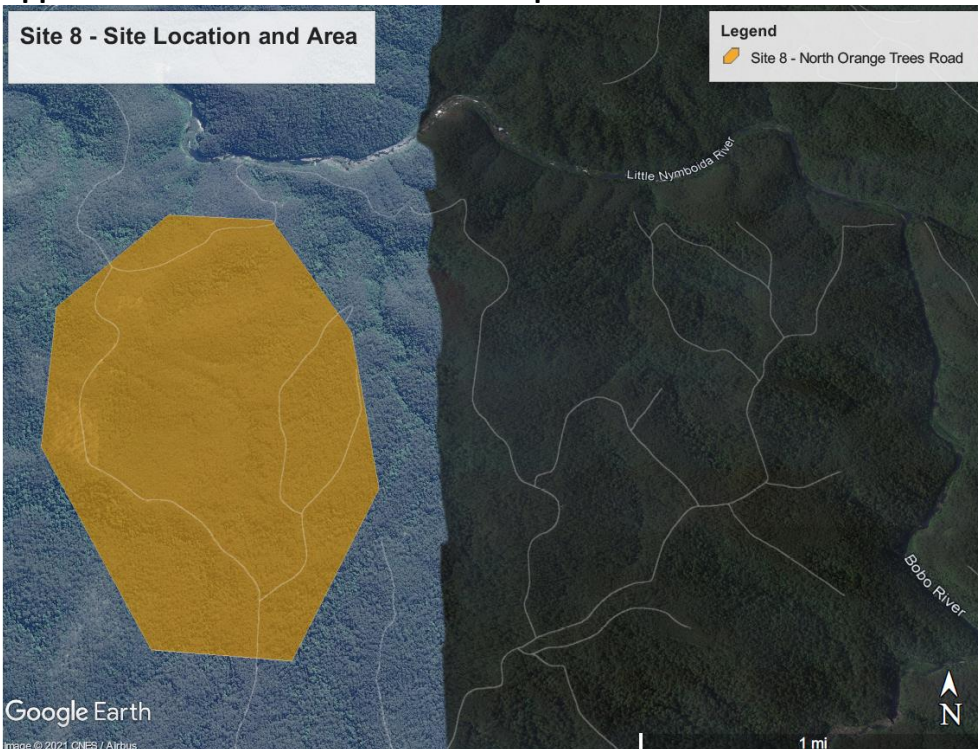 Site 8 - Site Location and Area
Legend
Site 8 - North Orange Trees Road
Little Nymboida River
Bobo River
Google Earth
Image © 2021 CNES / Airbus
N
1 mi